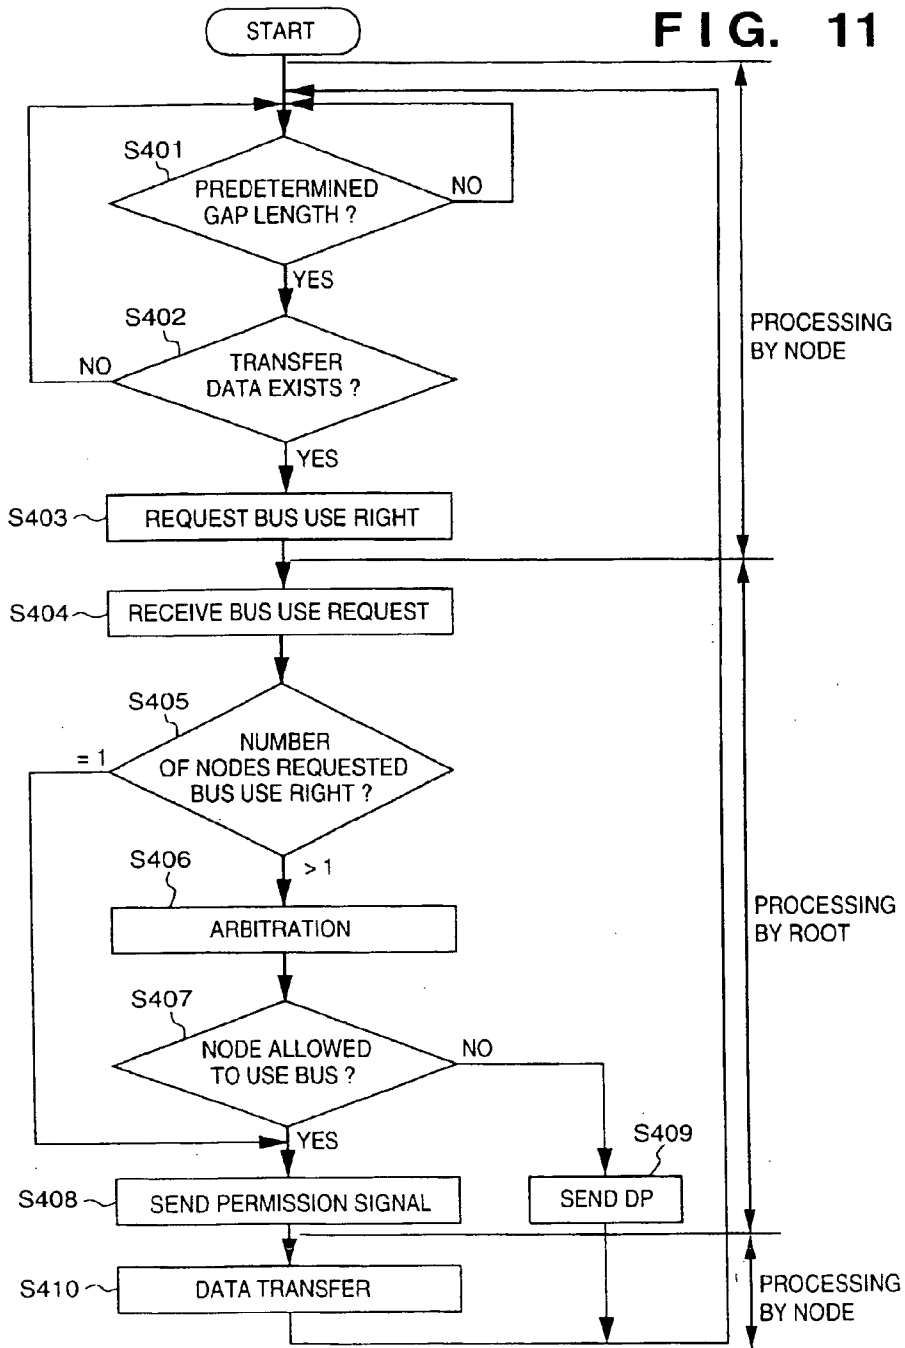 START
FIG. 11
S401
PREDETERMINED
GAP LENGTH ?
NO
YES
S402
TRANSFER
DATA EXISTS ?
NO
YES
PROCESSING
BY NODE
S403
REQUEST BUS USE RIGHT
S404
RECEIVE BUS USE REQUEST
S405
NUMBER
OF NODES REQUESTED
BUS USE RIGHT ?
= 1
> 1
S406
ARBITRATION
PROCESSING
BY ROOT
S407
NODE ALLOWED
TO USE BUS ?
NO
YES
S409
S408
SEND PERMISSION SIGNAL
SEND DP
S410
DATA TRANSFER
PROCESSING
BY NODE